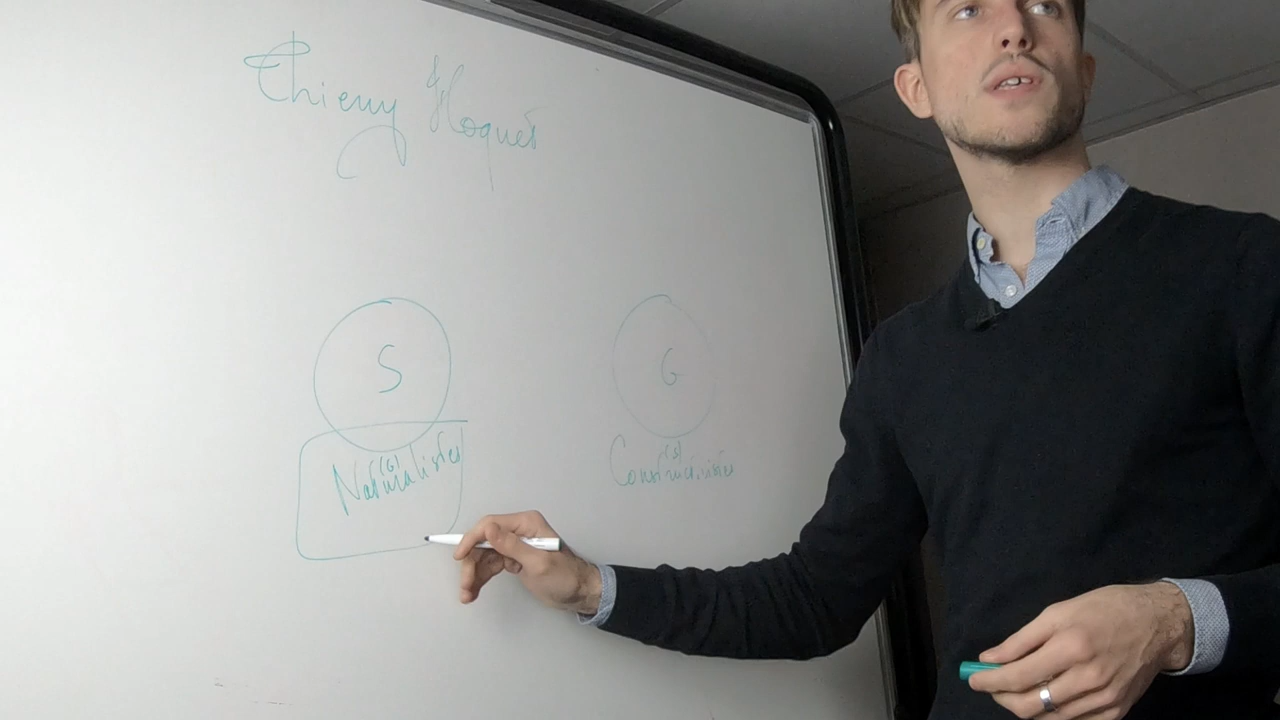 Thierry Hoquet
S
G
(G)
Naturalistes
(S)
Constructivistes